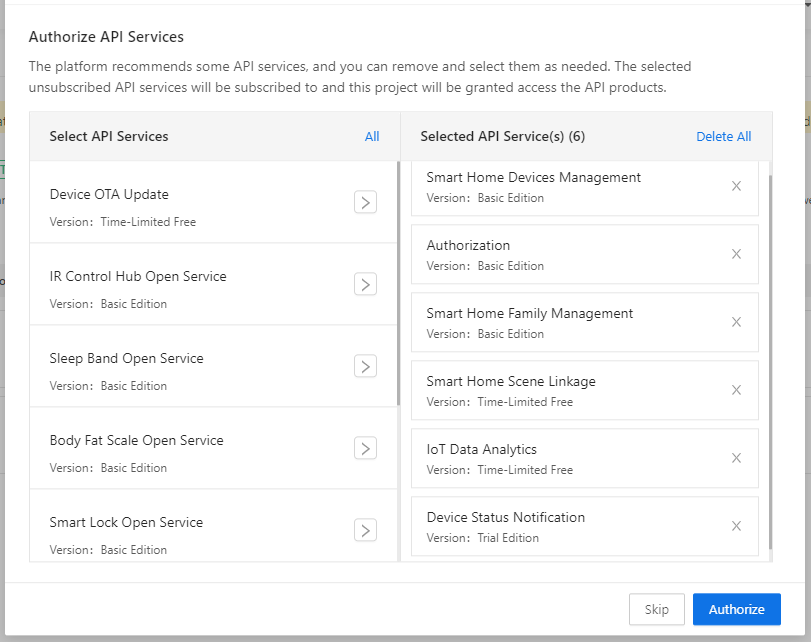 Authorize API Services
The platform recommends some API services, and you can remove and select them as needed. The selected
unsubscribed API services will be subscribed to and this project will be granted access the API products.
Select API Services
All
Device OTA Update
Version: Time-Limited Free
IR Control Hub Open Service
Version: Basic Edition
Sleep Band Open Service
Version: Basic Edition
Body Fat Scale Open Service
Version: Basic Edition
Smart Lock Open Service
Version: Basic Edition
Selected API Service(s) (6)
Delete All
Smart Home Devices Management
Version: Basic Edition
Authorization
Version: Basic Edition
Smart Home Family Management
Version: Basic Edition
Smart Home Scene Linkage
Version: Time-Limited Free
IoT Data Analytics
Version: Time-Limited Free
Device Status Notification
Version: Trial Edition
Skip
Authorize